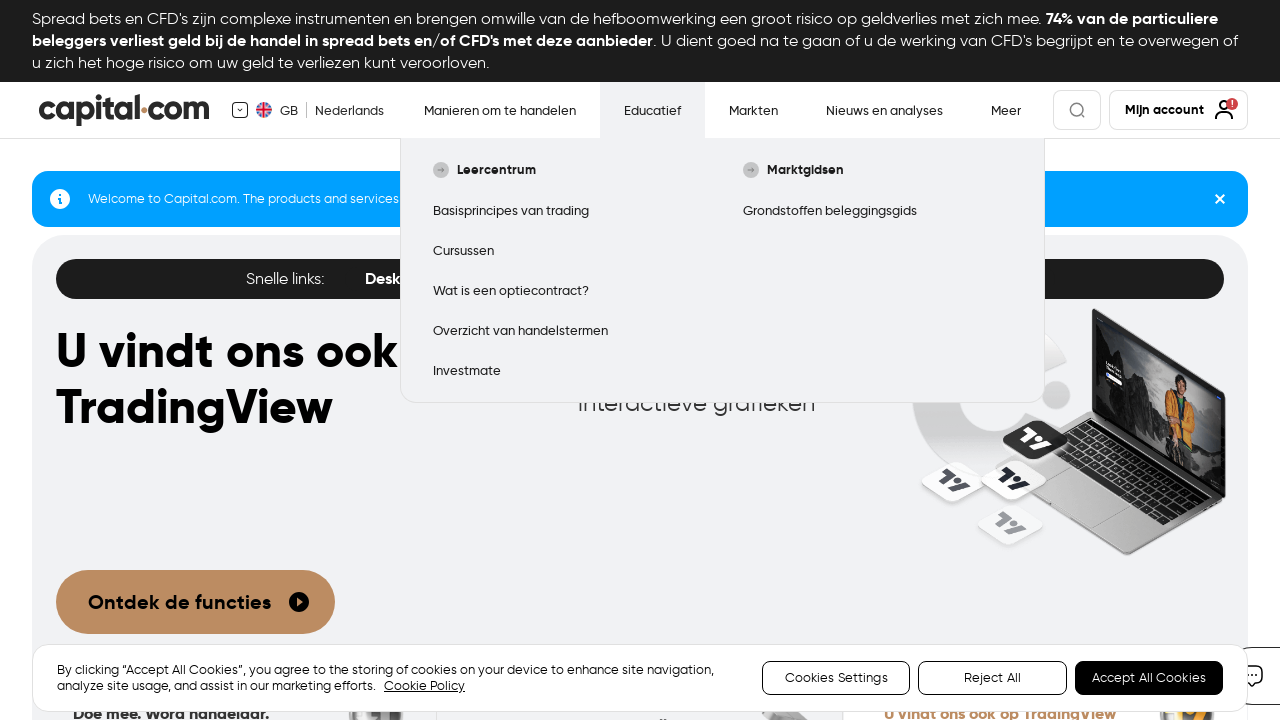 Spread bets en CFD's zijn complexe instrumenten en brengen omwille van de hefboomwerking een groot risico op geldverlies met zich mee. 74% van de particuliere
beleggers verliest geld bij de handel in spread bets en/of CFD's met deze aanbieder. U dient goed na te gaan of u de werking van CFD's begrijpt en te overwegen of
u zich het hoge risico om uw geld te verliezen kunt veroorloven.
capital.com
GB
Nederlands
Manieren om te handelen
Educatief
Markten
Nieuws en analyses
Meer
Mijn account
Leercentrum
Marktgidsen
Welcome to Capital.com. The products and services
Basisprincipes van trading
Grondstoffen beleggingsgids
Cursussen
Snelle links:
Desk
Wat is een optiecontract?
Overzicht van handelstermen
Investmate
U vindt ons ook
TradingView
interactieve grafieken
Ontdek de functies
By clicking “Accept All Cookies”, you agree to the storing of cookies on your device to enhance site navigation,
analyze site usage, and assist in our marketing efforts. Cookie Policy
Cookies Settings
Reject All
Accept All Cookies
Doe mee. Word handelaar.
U vindt ons ook op TradingView